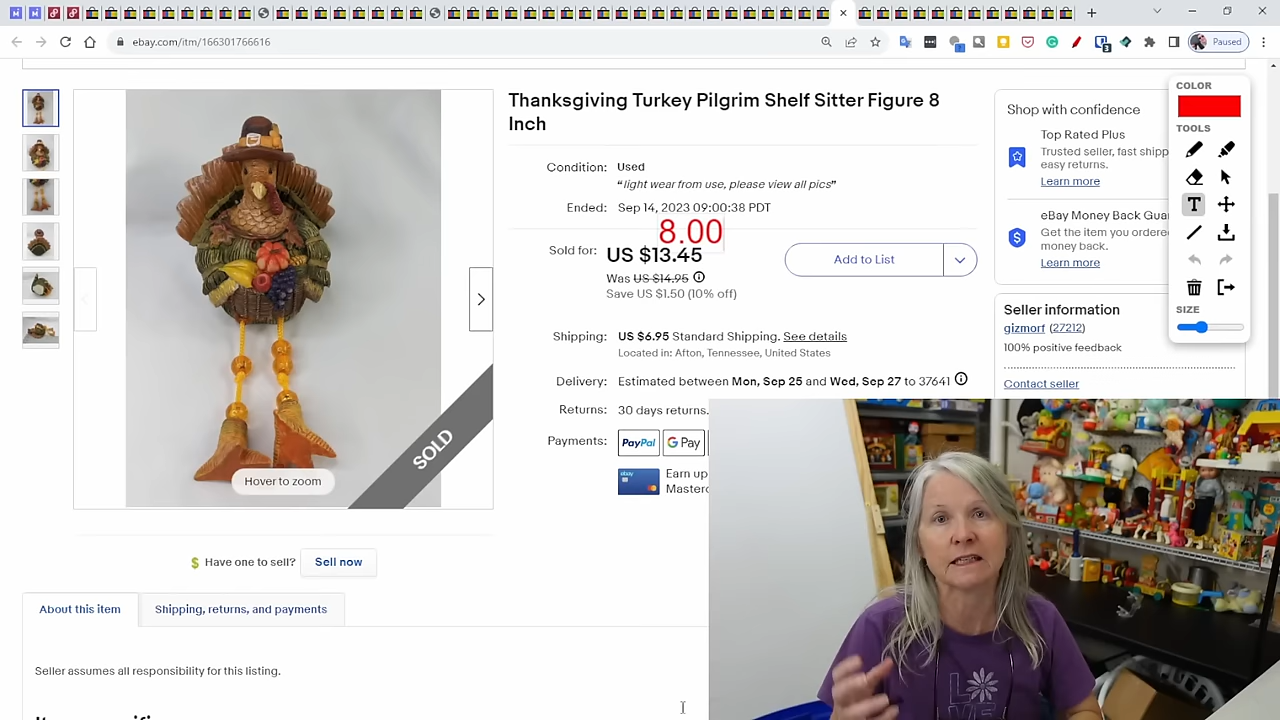 ebay.com/itm/166301766616
Paused
Thanksgiving Turkey Pilgrim Shelf Sitter Figure 8
Inch
Condition: Used
“light wear from use, please view all pics”
Ended: Sep 14, 2023 09:00:38 PDT
8.00
Sold for: US $13.45
Was US $14.95
Save US $1.50 (10% off)
Add to List
Shipping: US $6.95 Standard Shipping. See details
Located in: Afton, Tennessee, United States
Delivery: Estimated between Mon, Sep 25 and Wed, Sep 27 to 37641
Returns: 30 days returns.
Payments: PayPal G Pay
ebay
Earn up
Masterc
SOLD
Hover to zoom
Have one to sell? Sell now
About this item
Shipping, returns, and payments
Seller assumes all responsibility for this listing.
Shop with confidence
Top Rated Plus
Trusted seller, fast shipp
easy returns.
Learn more
eBay Money Back Gua
Get the item you ordere
money back.
Learn more
Seller information
gizmorf (27212)
100% positive feedback
Contact seller
COLOR
TOOLS
T
SIZE